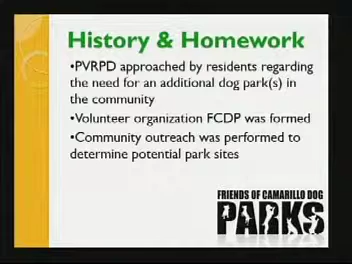 History & Homework
•PVRPD approached by residents regarding
the need for an additional dog park(s) in
the community
•Volunteer organization FCDP was formed
•Community outreach was performed to
determine potential park sites
FRIENDS OF CAMARILLO DOG
PARKS